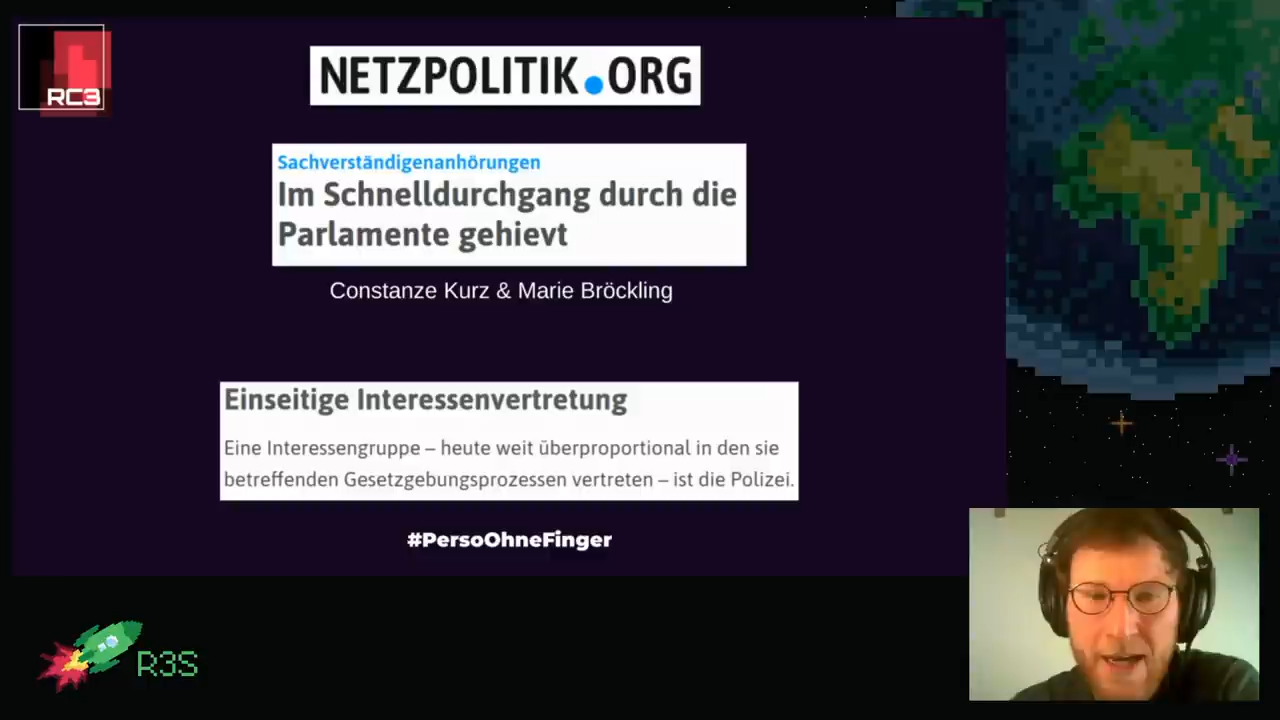 RC3
NETZPOLITIK.ORG
Sachverständigenanhörungen
Im Schnelldurchgang durch die
Parlamente gehievt
Constanze Kurz & Marie Bröckling
Einseitige Interessenvertretung
Eine Interessengruppe – heute weit überproportional in den sie
betreffenden Gesetzgebungsprozessen vertreten – ist die Polizei.
#PersoOhneFinger
R3S